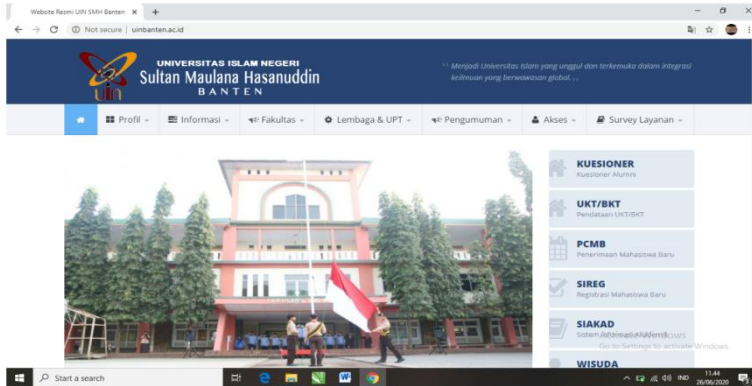 Website Resmi UIN SMH Banten
Not secure | uinbanten.ac.id
UNIVERSITAS ISLAM NEGERI
Sultan Maulana Hasanuddin
BANTEN
uin
Menjadi Universitas Islam yang unggul dan terkemuka dalam integrasi
keilmuan yang berwawasan global.
Profil
Informasi
Fakultas
Lembaga & UPT
Pengumuman
Akses
Survey Layanan
KUESIONER
Kuesioner Alumni
UKT/BKT
Pendataan UKT/BKT
PCMB
Penerimaan Mahasiswa Baru
SIREG
Registrasi Mahasiswa Baru
SIAKAD
Sistem
Go to Settings to activate Windows.
WISUDA
Start a search
IND
11.44
26/06/2020